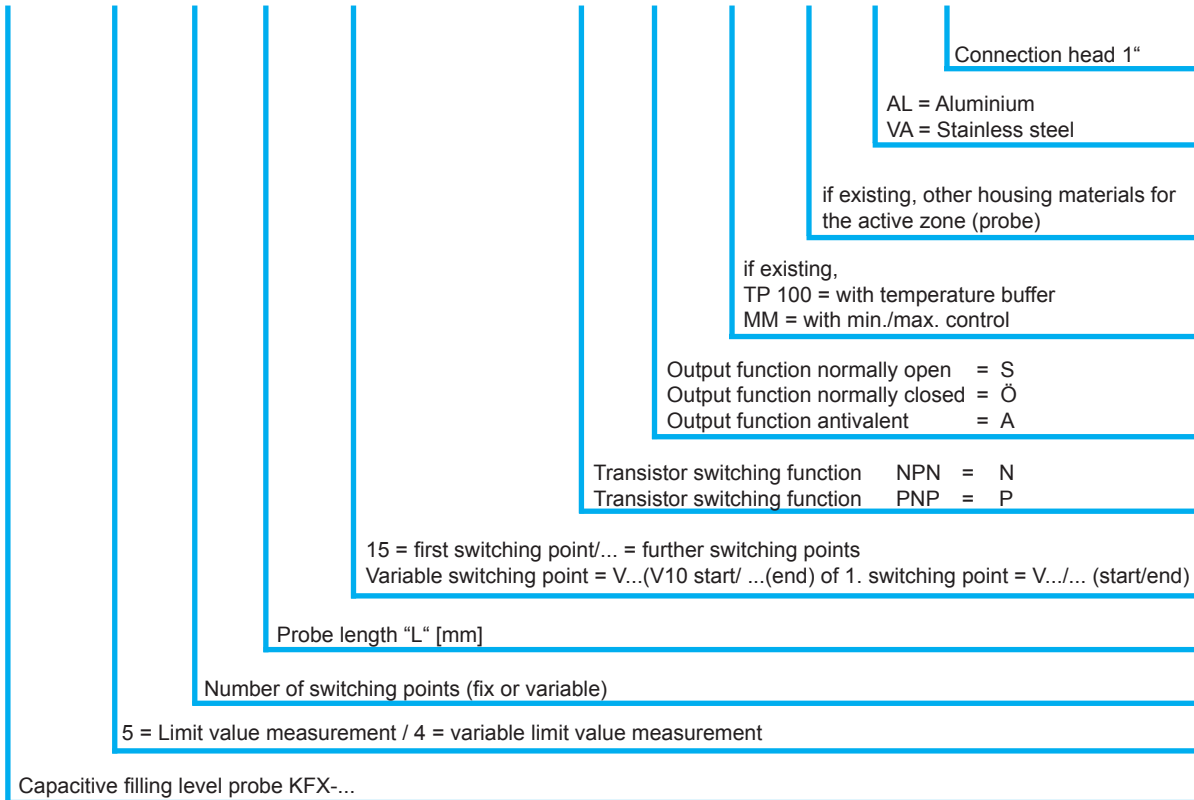 Connection head 1“
AL = Aluminium
VA = Stainless steel
if existing, other housing materials for
the active zone (probe)
if existing,
TP 100 = with temperature buffer
MM = with min./max. control
Output function normally open = S
Output function normally closed = Ö
Output function antivalent = A
Transistor switching function NPN = N
Transistor switching function PNP = P
15 = first switching point/... = further switching points
Variable switching point = V...(V10 start/ ...(end) of 1. switching point = V.../... (start/end)
Probe length “L“ [mm]
Number of switching points (fix or variable)
5 = Limit value measurement / 4 = variable limit value measurement
Capacitive filling level probe KFX-...